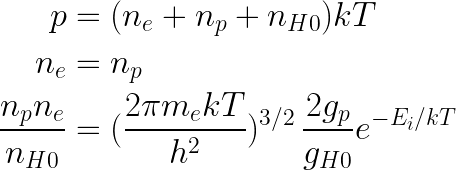 p = (n_e + n_p + n_{H0})kT
n_e = n_p
\frac{n_p n_e}{n_{H0}} = (\frac{2\pi m_e kT}{h^2})^{3/2} \frac{2g_p}{g_{H0}} e^{-E_i/kT}